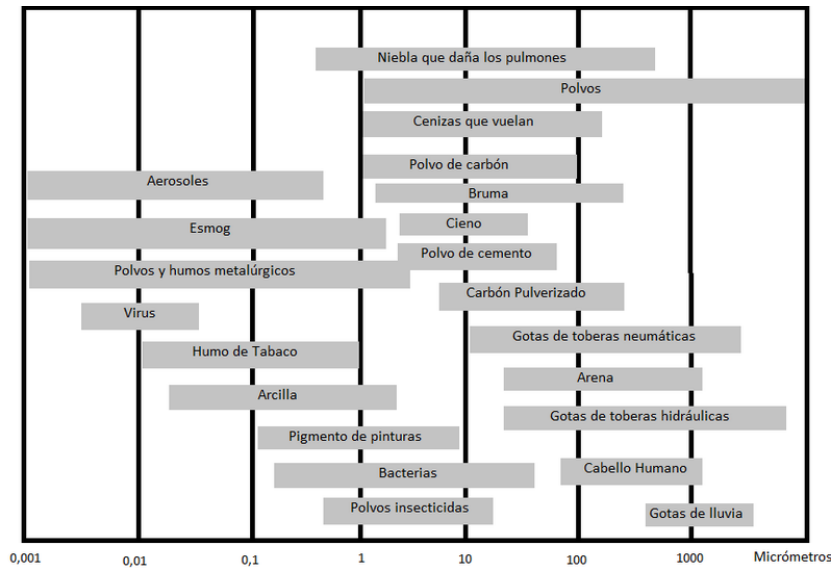 Niebla que daña los pulmones
Polvos
Cenizas que vuelan
Polvo de carbón
Aerosoles
Bruma
Cieno
Esmog
Polvo de cemento
Polvos y humos metalúrgicos
Carbón Pulverizado
Virus
Gotas de toberas neumáticas
Humo de Tabaco
Arena
Arcilla
Gotas de toberas hidráulicas
Pigmento de pinturas
Cabello Humano
Bacterias
Polvos insecticidas
Gotas de lluvia
0,001 0,01 0,1 1 10 100 1000 Micrómetros